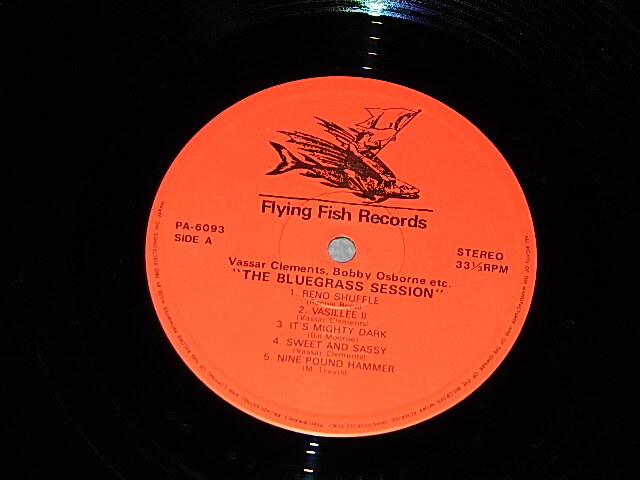 Flying Fish Records
PA-6093
SIDE A
STEREO
33⅓RPM
Vassar Clements, Bobby Osborne etc.
"THE BLUEGRASS SESSION"
1. RENO SHUFFLE
2. VASILLEE II
(Vassar Clements)
3. IT'S MIGHTY DARK
4. SWEET AND SASSY
(Vassar Clements)
5. NINE POUND HAMMER
(M. Travis)